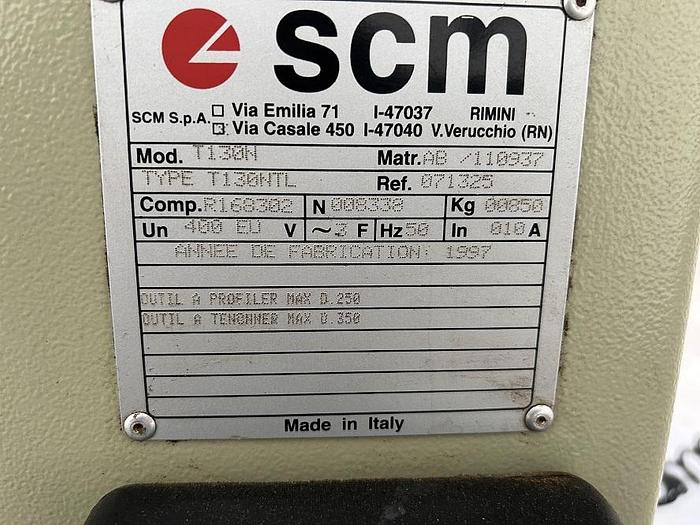 scm
SCM S.p.A. Via Emilia 71 I-47037 RIMINI
Via Casale 450 I-47040 V.Verucchio (RN)
Mod. T130N Matr. AB /110937
TYPE T130NTL Ref. 071325
Comp. R168302 N 008338 Kg 00850
Un 400 EU V ~3 F Hz 50 In 010 A
ANNEE DE FABRICATION: 1997
OUTIL A PROFILER MAX D.250
OUTIL A TENONNER MAX D.350
Made in Italy